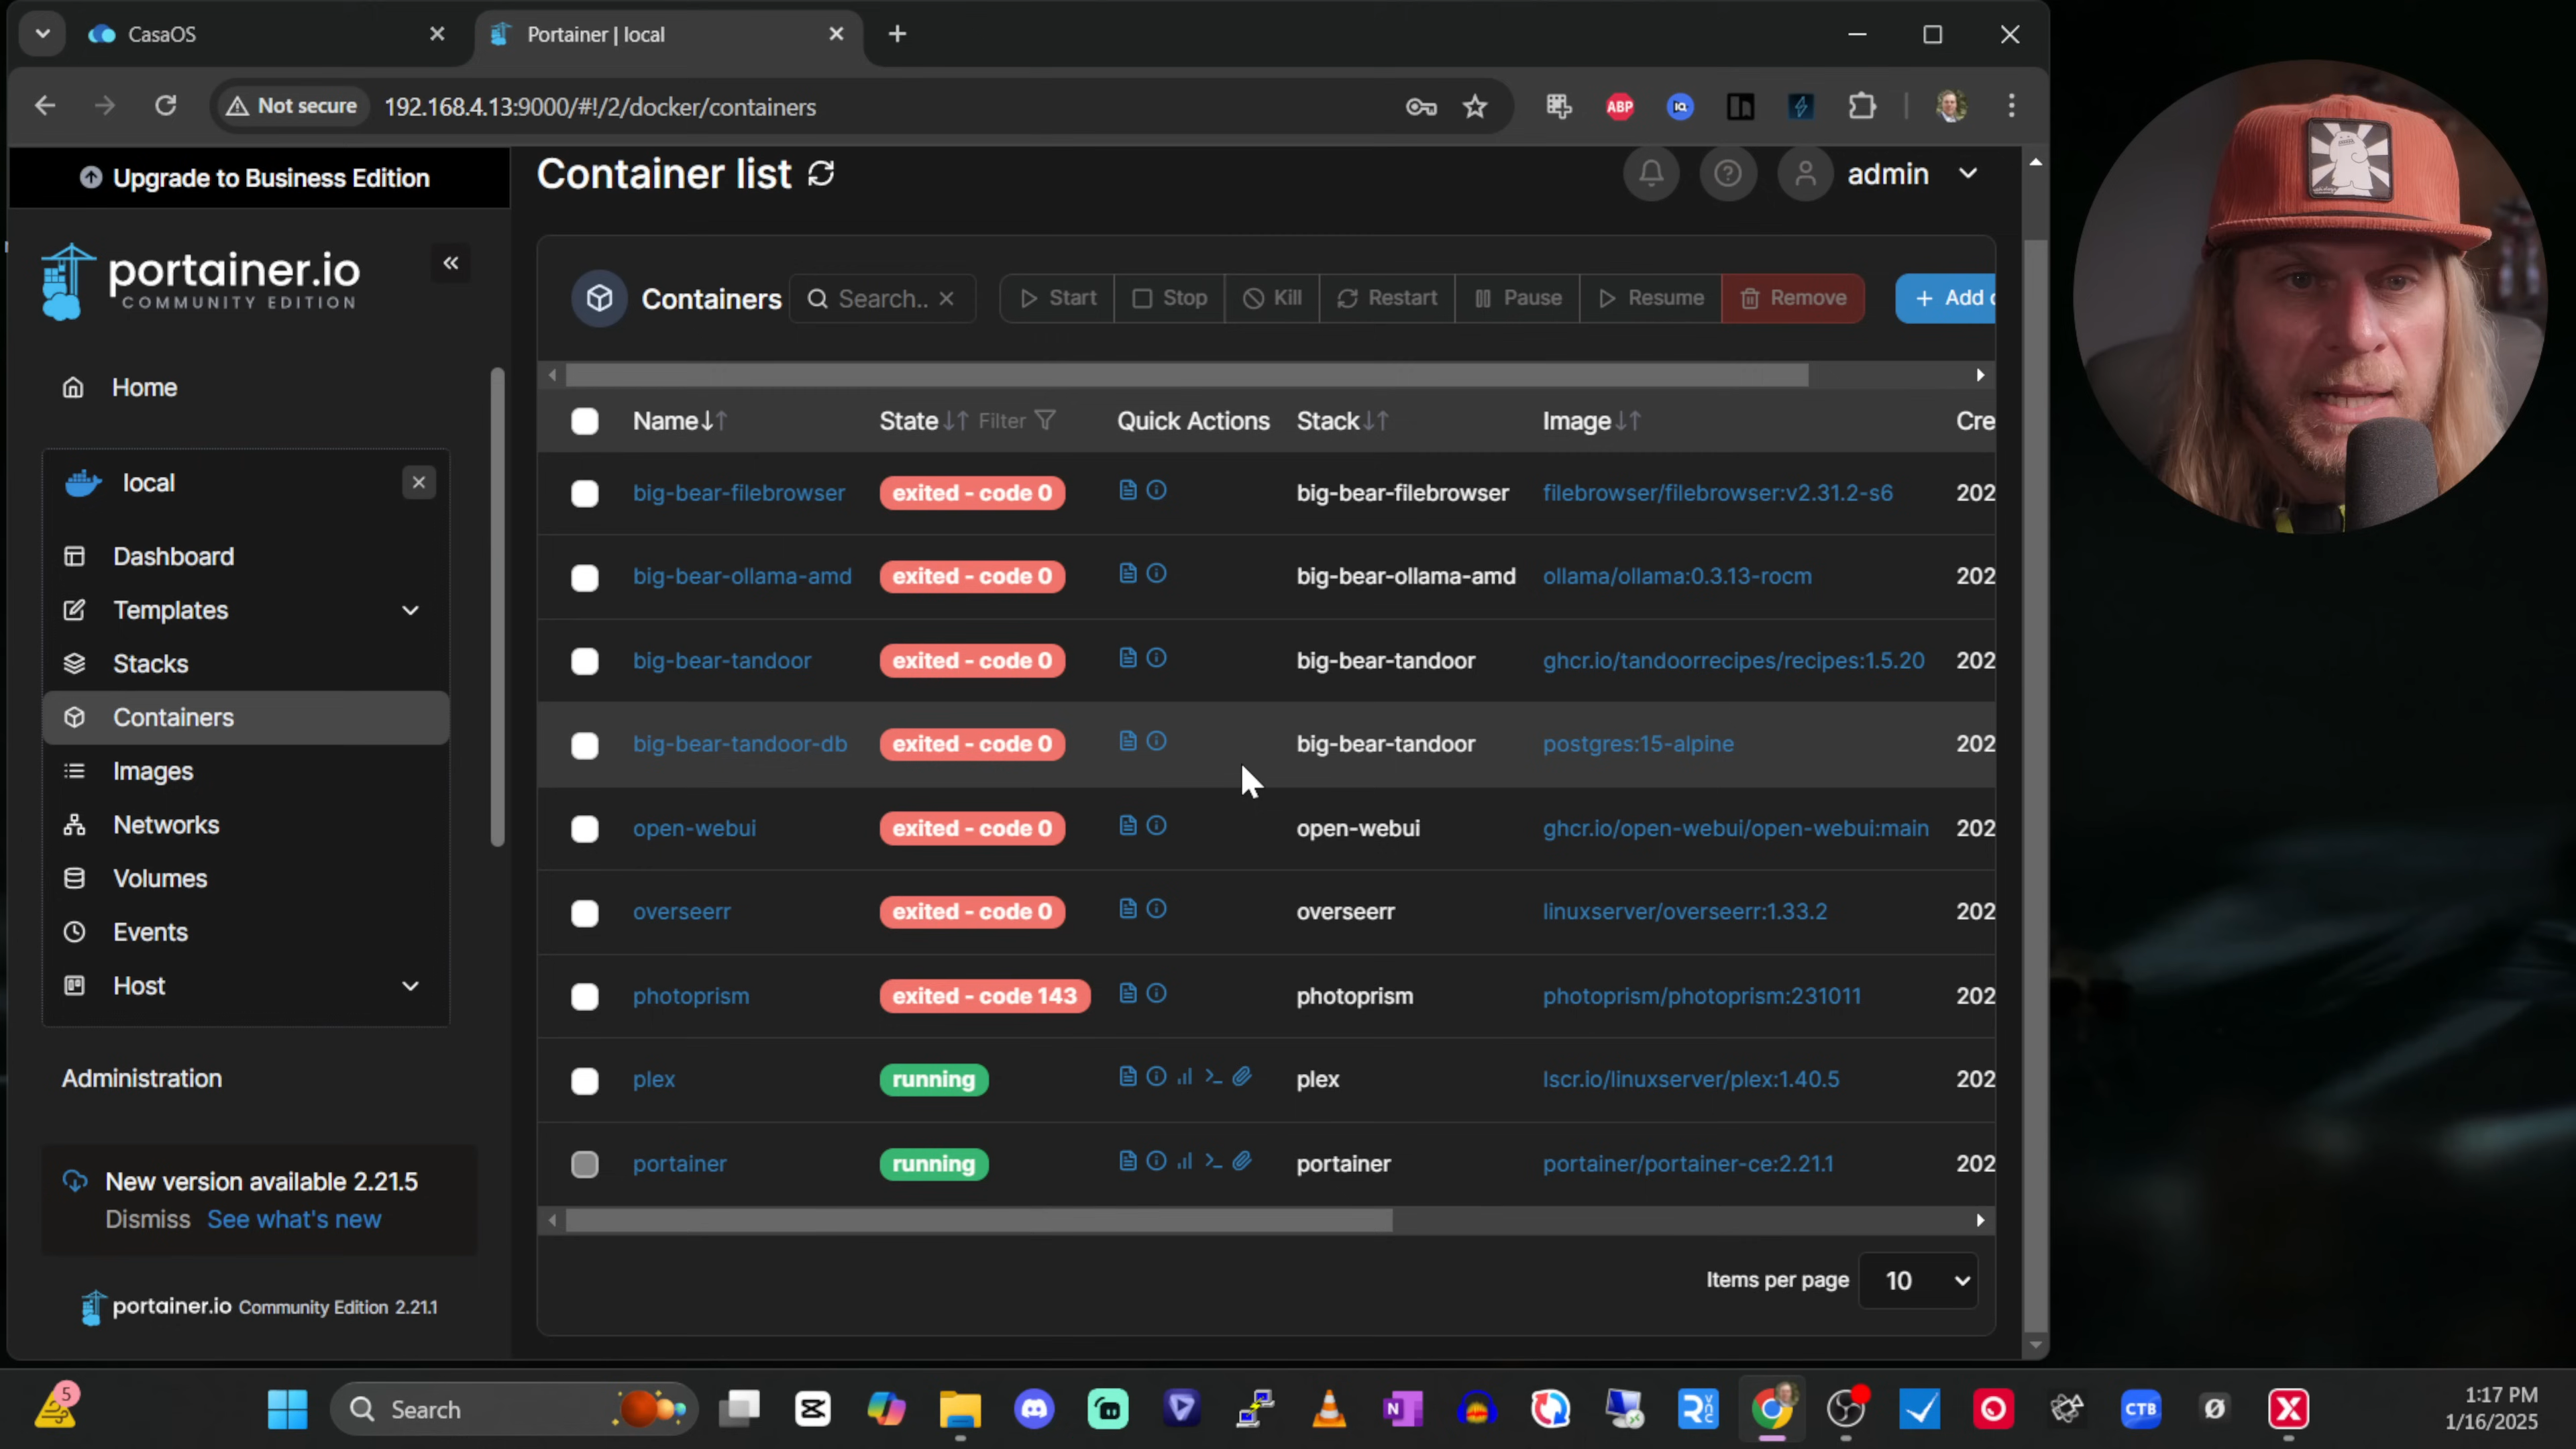 CasaOS
Portainer | local
Not secure
192.168.4.13:9000/#!/2/docker/containers
ABP
IQ
Upgrade to Business Edition
portainer.io
COMMUNITY EDITION
Home
local
Dashboard
Templates
Stacks
Containers
Images
Networks
Volumes
Events
Host
Administration
New version available 2.21.5
Dismiss See what's new
portainer.io Community Edition 2.21.1
Container list
admin
Containers
Search..
Start
Stop
Kill
Restart
Pause
Resume
Remove
+ Add c
Name State Filter Quick Actions Stack Image Cre
big-bear-filebrowser exited - code 0 big-bear-filebrowser filebrowser/filebrowser:v2.31.2-s6 202
big-bear-ollama-amd exited - code 0 big-bear-ollama-amd ollama/ollama:0.3.13-rocm 202
big-bear-tandoor exited - code 0 big-bear-tandoor ghcr.io/tandoorrecipes/recipes:1.5.20 202
big-bear-tandoor-db exited - code 0 big-bear-tandoor postgres:15-alpine 202
open-webui exited - code 0 open-webui ghcr.io/open-webui/open-webui:main 202
overseerr exited - code 0 overseerr linuxserver/overseerr:1.33.2 202
photoprism exited - code 143 photoprism photoprism/photoprism:231011 202
plex running plex lscr.io/linuxserver/plex:1.40.5 202
portainer running portainer portainer/portainer-ce:2.21.1 202
Items per page 10
5
Search
N
CTB
1:17 PM
1/16/2025